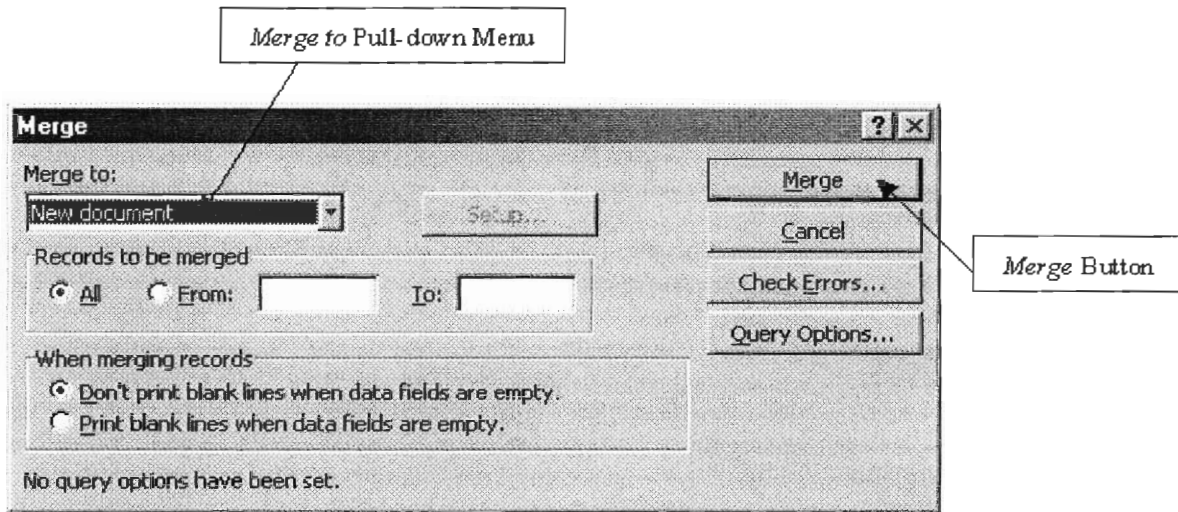 Merge to Pull-down Menu
Merge
? ×
Merge to:
New document
Setup...
Merge
Cancel
Merge Button
Records to be merged
All From: To:
Check Errors...
Query Options...
When merging records
Don't print blank lines when data fields are empty.
Print blank lines when data fields are empty.
No query options have been set.